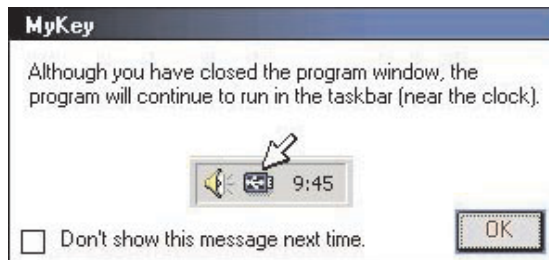 MyKey
Although you have closed the program window, the
program will continue to run in the taskbar (near the clock).
9:45
Don't show this message next time.
OK